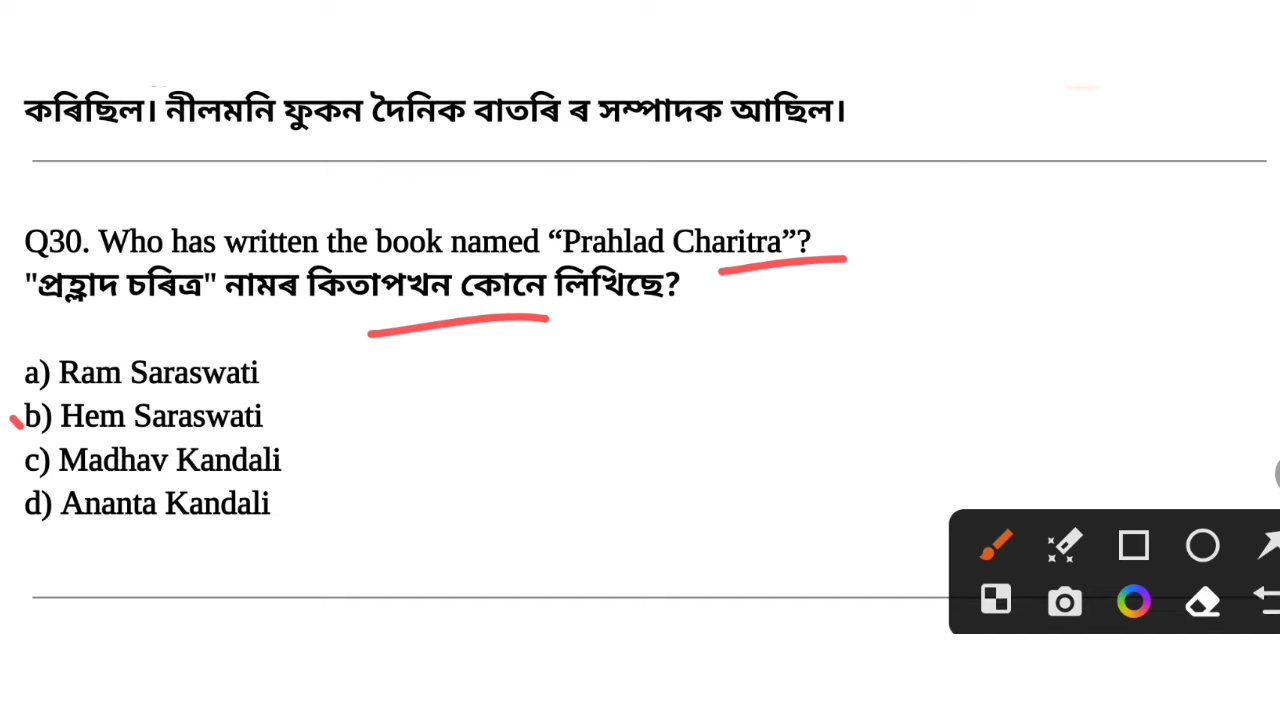 কৰিছিল। নীলমনি ফুকন দৈনিক বাতৰি ৰ সম্পাদক আছিল।
Q30. Who has written the book named “Prahlad Charitra”?
"প্ৰহ্লাদ চৰিত্ৰ" নামৰ কিতাপখন কোনে লিখিছে?
a) Ram Saraswati
b) Hem Saraswati
c) Madhav Kandali
d) Ananta Kandali